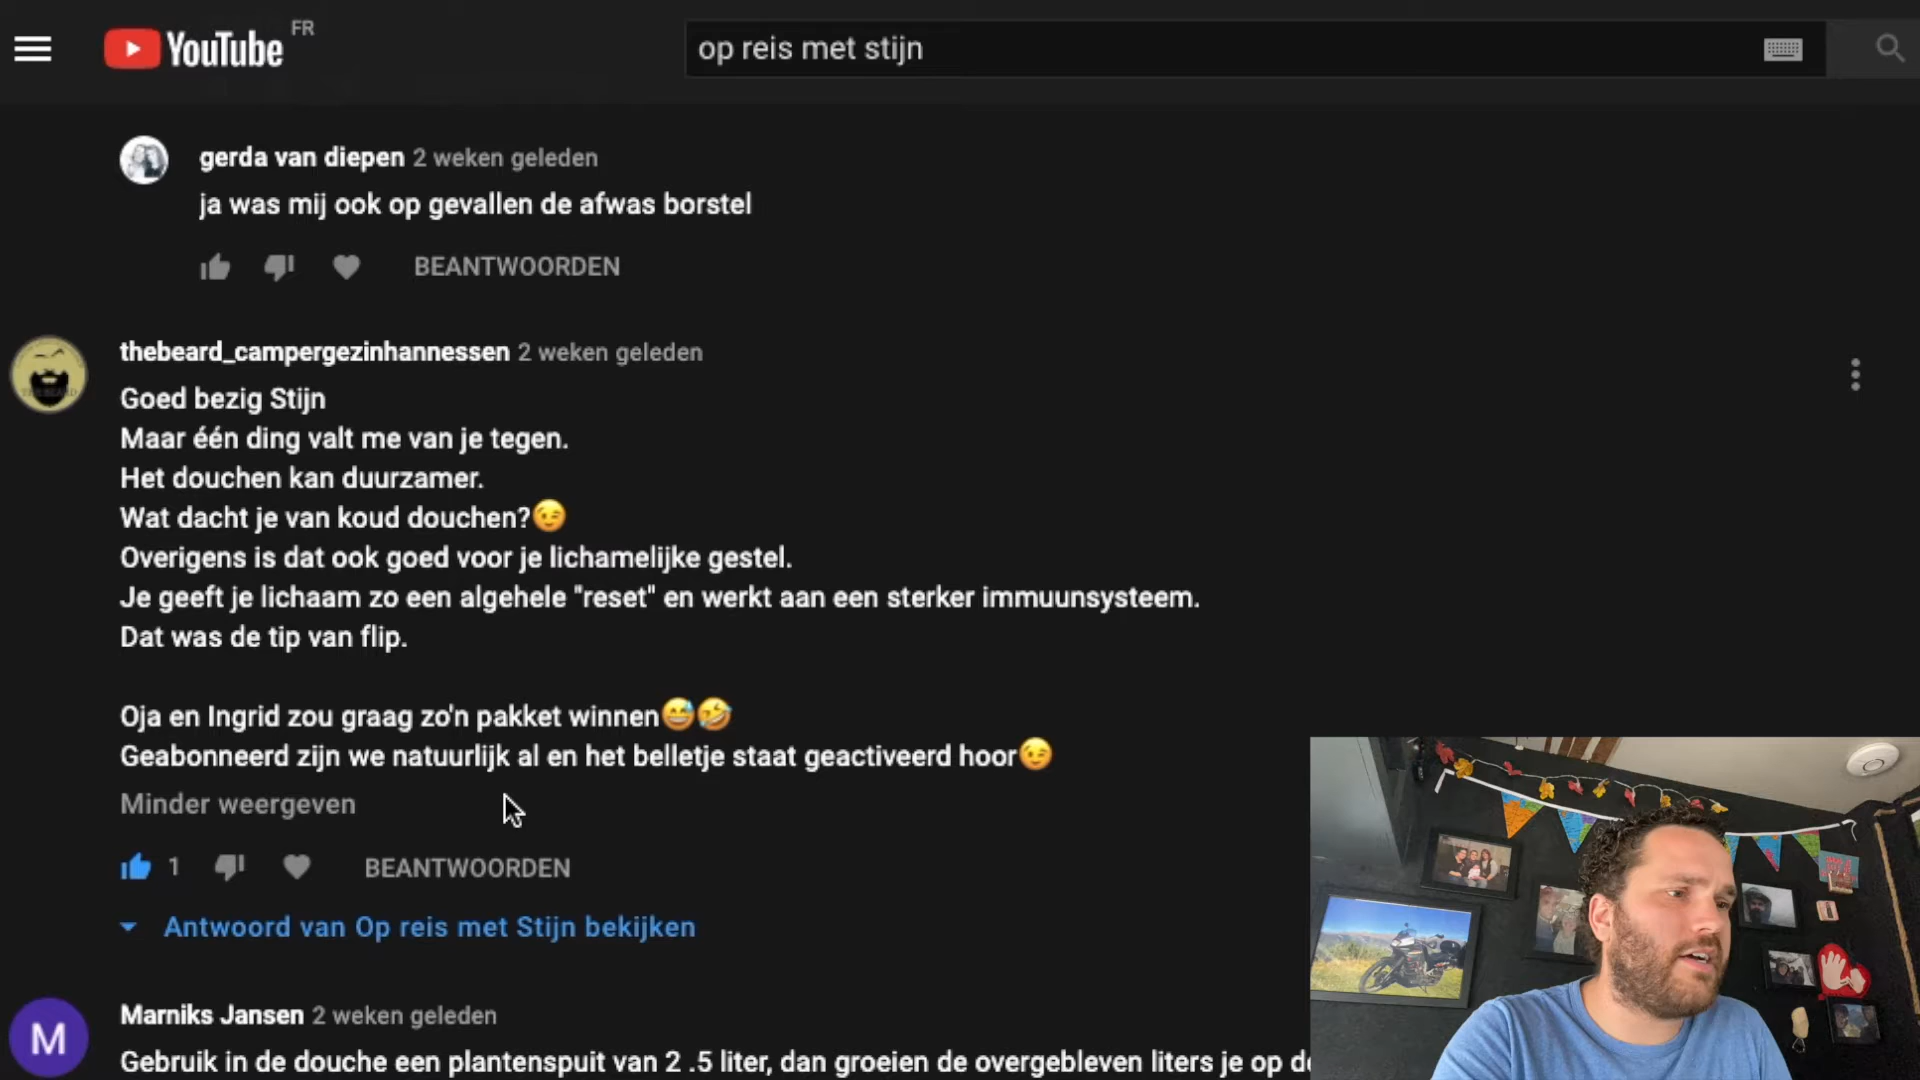 YouTube FR
op reis met stijn
gerda van diepen 2 weken geleden
ja was mij ook op gevallen de afwas borstel
BEANTWOORDEN
thebeard_campergezinhannessen 2 weken geleden
Goed bezig Stijn
Maar één ding valt me van je tegen.
Het douchen kan duurzamer.
Wat dacht je van koud douchen?😉
Overigens is dat ook goed voor je lichamelijke gestel.
Je geeft je lichaam zo een algehele "reset" en werkt aan een sterker immuunsysteem.
Dat was de tip van flip.
Oja en Ingrid zou graag zo'n pakket winnen😅🤣
Geabonneerd zijn we natuurlijk al en het belletje staat geactiveerd hoor😉
Minder weergeven
1 BEANTWOORDEN
Antwoord van Op reis met Stijn bekijken
M
Marniks Jansen 2 weken geleden
Gebruik in de douche een plantenspuit van 2 .5 liter, dan groeien de overgebleven liters je op